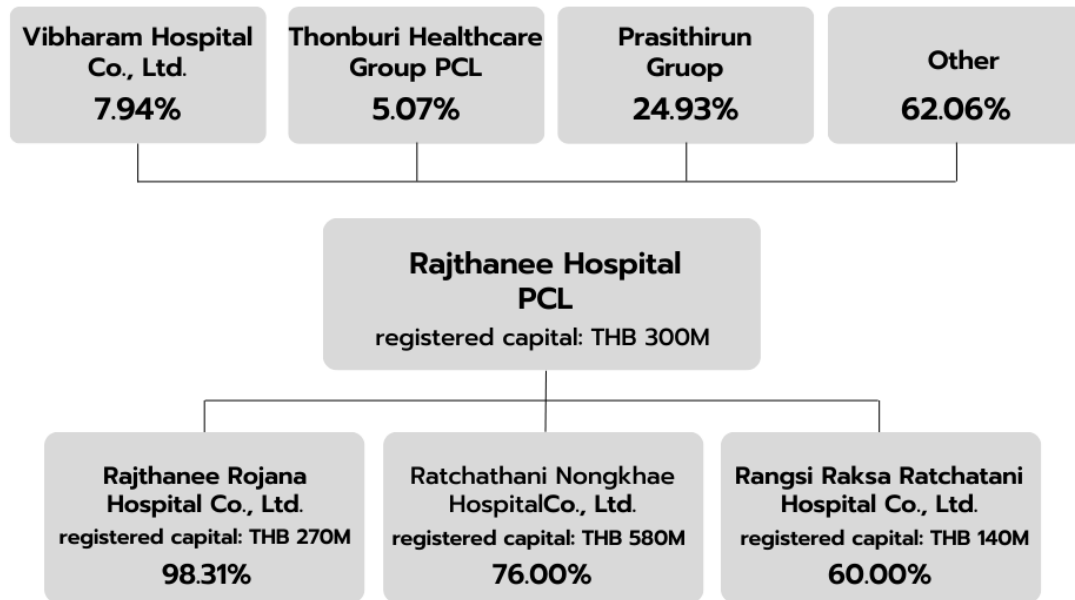 Vibharam Hospital
Co., Ltd.
7.94%
Thonburi Healthcare
Group PCL
5.07%
Prasithirun
Gruop
24.93%
Other
62.06%
Rajthanee Hospital
PCL
registered capital: THB 300M
Rajthanee Rojana
Hospital Co., Ltd.
registered capital: THB 270M
98.31%
Ratchathani Nongkhae
HospitalCo., Ltd.
registered capital: THB 580M
76.00%
Rangsi Raksa Ratchatani
Hospital Co., Ltd.
registered capital: THB 140M
60.00%